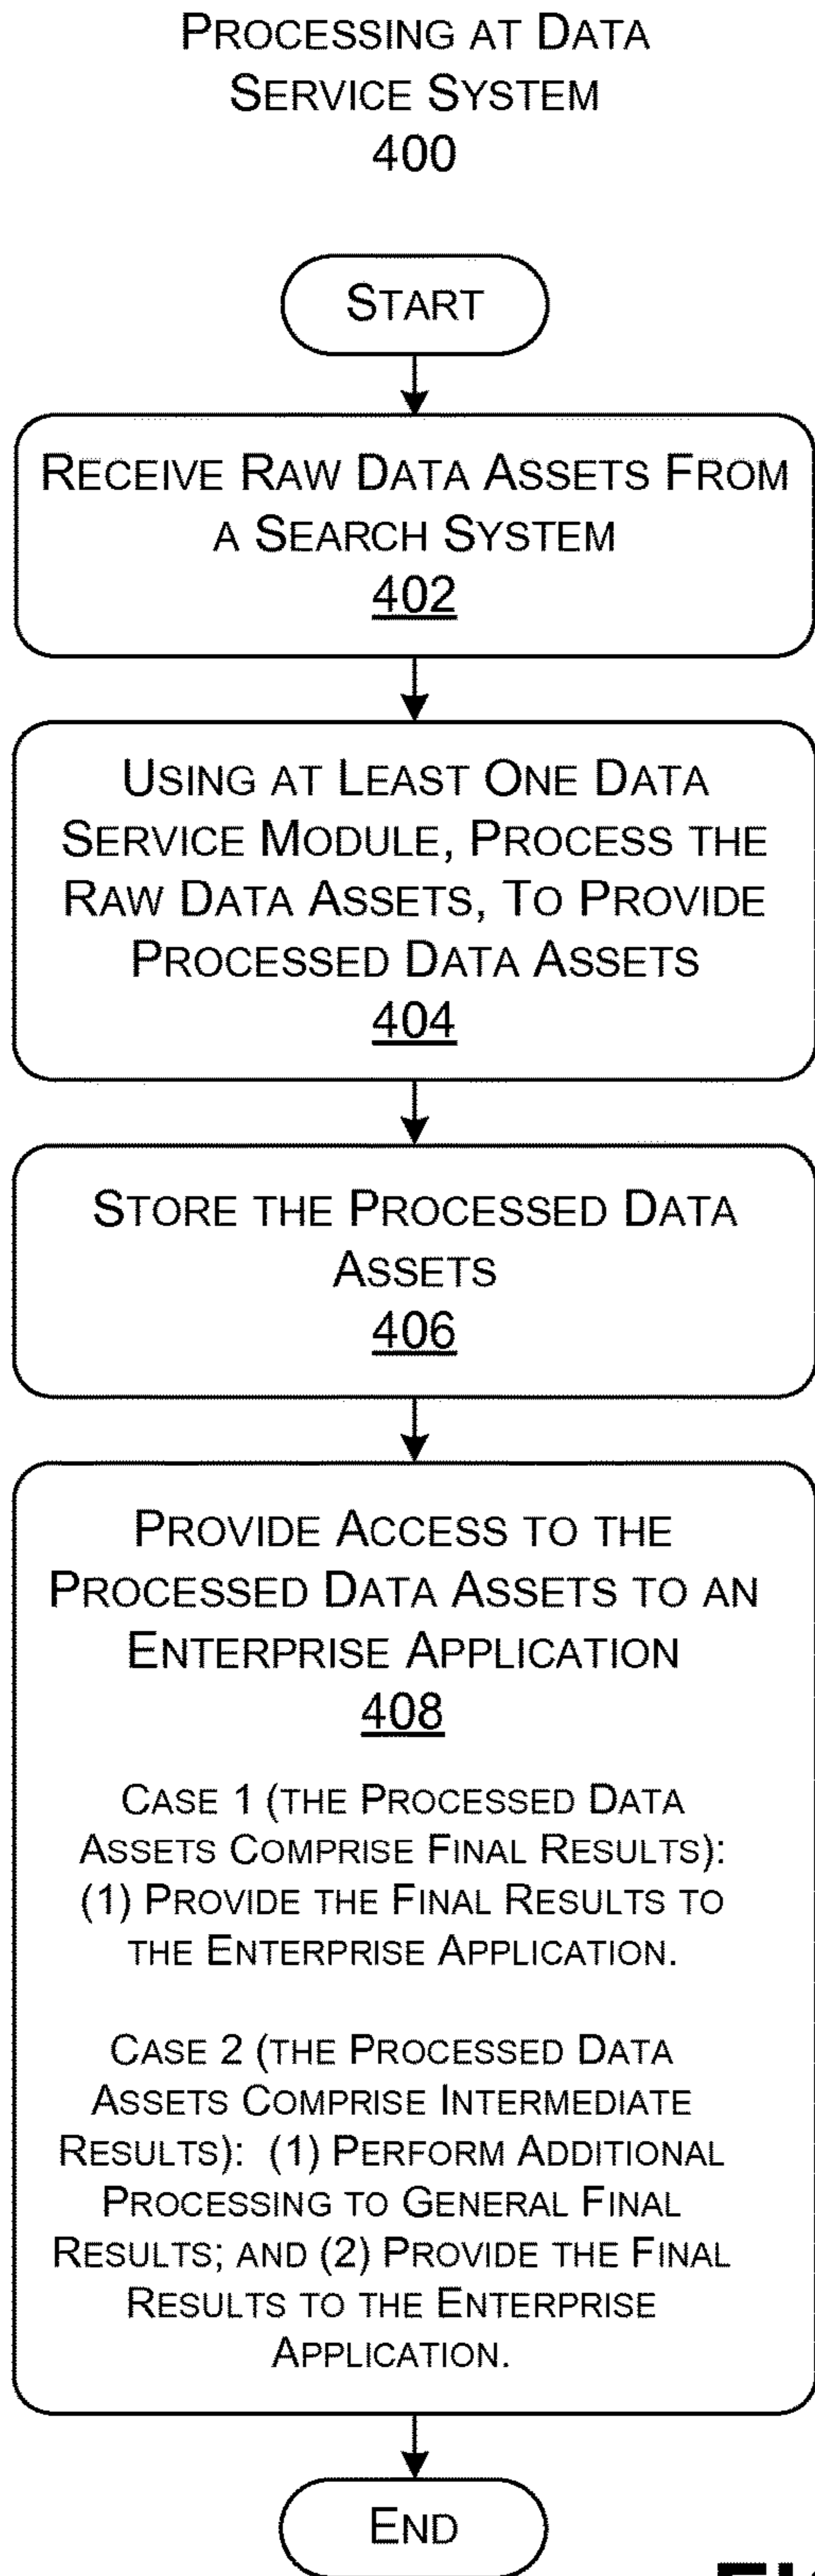 PROCESSING AT DATA
SERVICE SYSTEM
400
START
RECEIVE RAW DATA ASSETS FROM
A SEARCH SYSTEM
402
USING AT LEAST ONE DATA
SERVICE MODULE, PROCESS THE
RAW DATA ASSETS, TO PROVIDE
PROCESSED DATA ASSETS
404
STORE THE PROCESSED DATA
ASSETS
406
PROVIDE ACCESS TO THE
PROCESSED DATA ASSETS TO AN
ENTERPRISE APPLICATION
408
CASE 1 (THE PROCESSED DATA
ASSETS COMPRISE FINAL RESULTS):
(1) PROVIDE THE FINAL RESULTS TO
THE ENTERPRISE APPLICATION.
CASE 2 (THE PROCESSED DATA
ASSETS COMPRISE INTERMEDIATE
RESULTS): (1) PERFORM ADDITIONAL
PROCESSING TO GENERAL FINAL
RESULTS; AND (2) PROVIDE THE FINAL
RESULTS TO THE ENTERPRISE
APPLICATION.
END